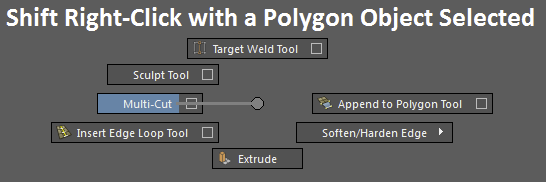 Shift Right-Click with a Polygon Object Selected
Target Weld Tool
Sculpt Tool
Multi-Cut
Append to Polygon Tool
Insert Edge Loop Tool
Soften/Harden Edge
Extrude